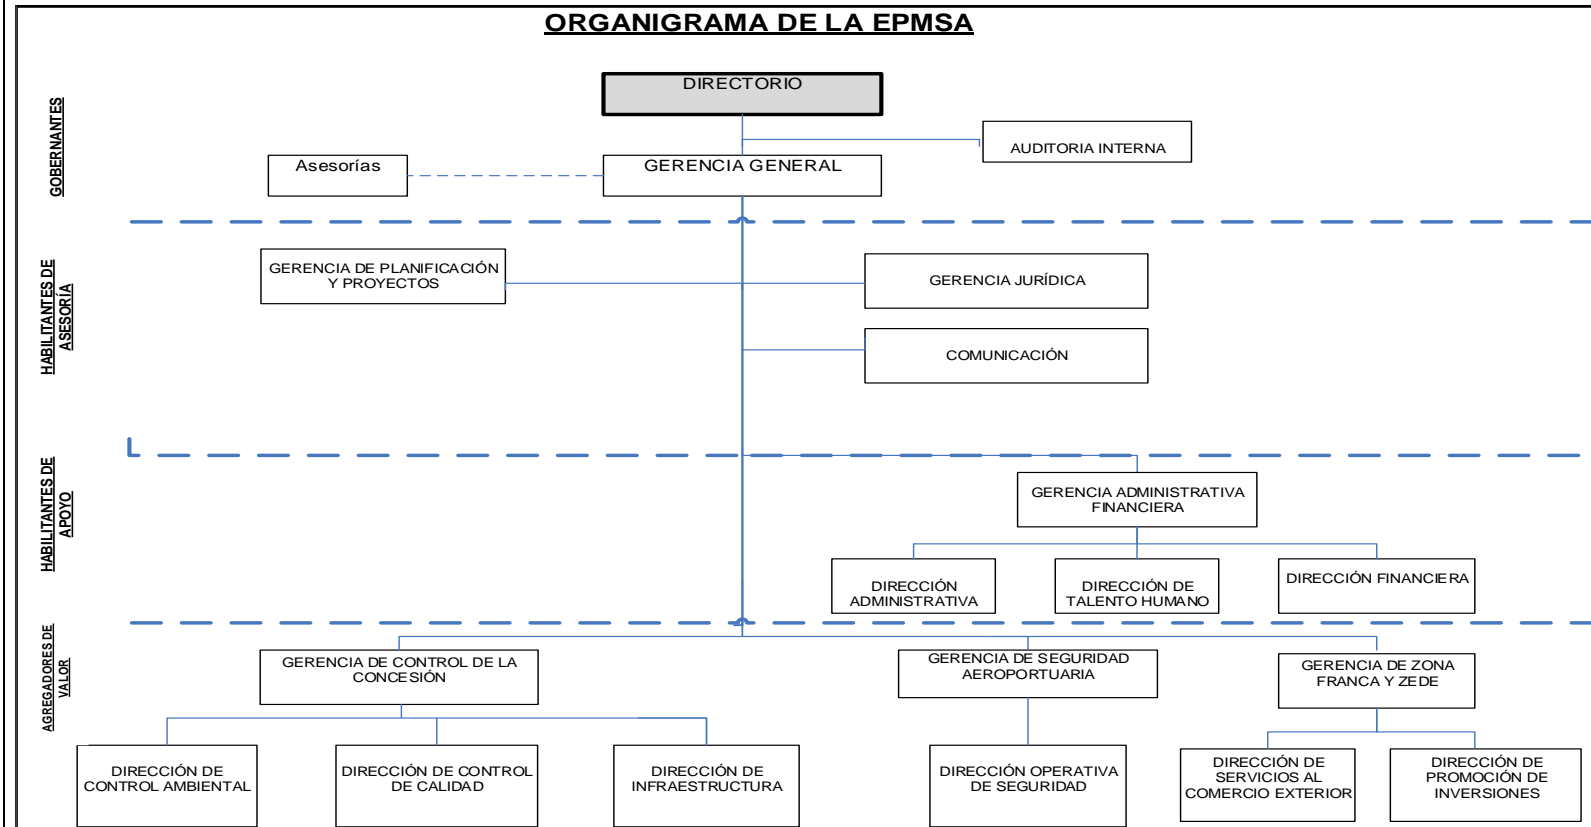 ORGANIGRAMA DE LA EPMSA
GOBERNANTES
DIRECTORIO
AUDITORIA INTERNA
Asesorías
GERENCIA GENERAL
HABILITANTES DE
ASESORÍA
GERENCIA DE PLANIFICACIÓN
Y PROYECTOS
GERENCIA JURÍDICA
COMUNICACIÓN
HABILITANTES DE
APOYO
GERENCIA ADMINISTRATIVA
FINANCIERA
DIRECCIÓN
ADMINISTRATIVA
DIRECCIÓN DE
TALENTO HUMANO
DIRECCIÓN FINANCIERA
AGREGADORES DE
VALOR
GERENCIA DE CONTROL DE LA
CONCESIÓN
GERENCIA DE SEGURIDAD
AEROPORTUARIA
GERENCIA DE ZONA
FRANCA Y ZEDE
DIRECCIÓN DE
CONTROL AMBIENTAL
DIRECCIÓN DE CONTROL
DE CALIDAD
DIRECCIÓN DE
INFRAESTRUCTURA
DIRECCIÓN OPERATIVA
DE SEGURIDAD
DIRECCIÓN DE
SERVICIOS AL
COMERCIO EXTERIOR
DIRECCIÓN DE
PROMOCIÓN DE
INVERSIONES